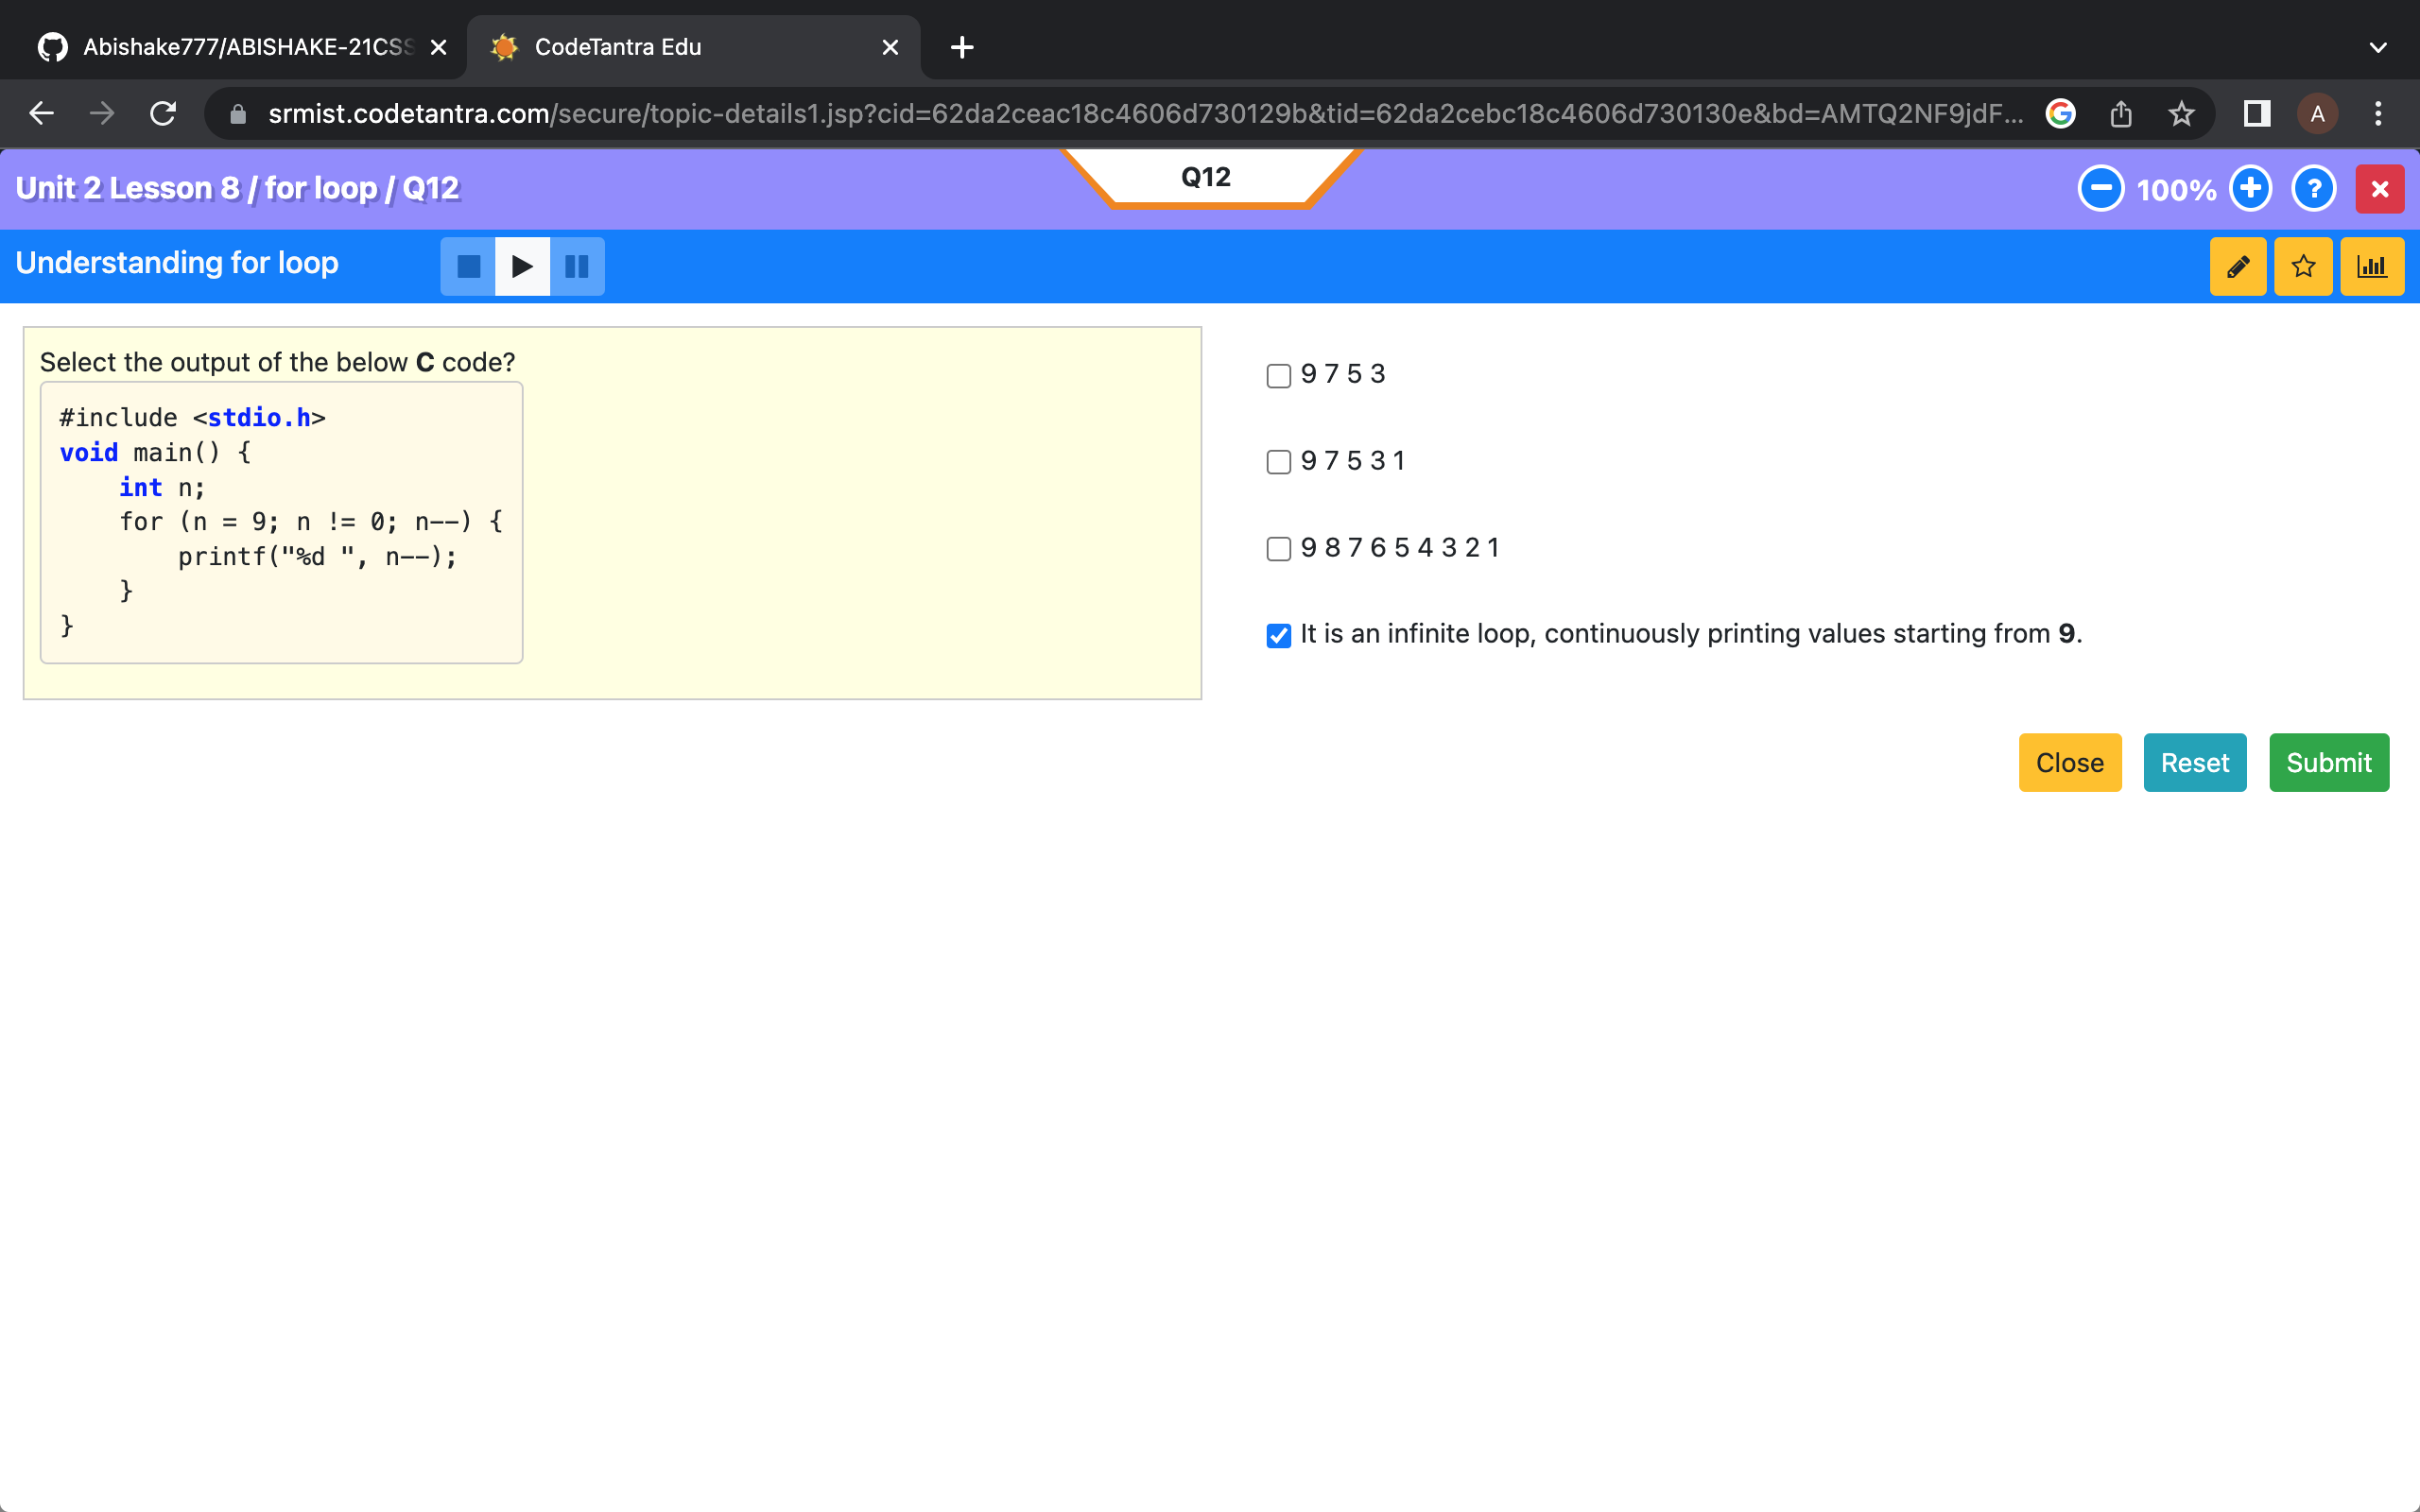 Abishake777/ABISHAKE-21CSS
CodeTantra Edu
srmist.codetantra.com/secure/topic-details1.jsp?cid=62da2ceac18c4606d730129b&tid=62da2cebc18c4606d730130e&bd=AMTQ2NF9jdF...
A
Unit 2 Lesson 8 / for loop / Q12
Q12
100%
?
Understanding for loop
Select the output of the below C code?
#include <stdio.h>
void main() {
    int n;
    for (n = 9; n != 0; n--) {
        printf("%d ", n--);
    }
}
9 7 5 3
9 7 5 3 1
9 8 7 6 5 4 3 2 1
It is an infinite loop, continuously printing values starting from 9.
Close
Reset
Submit